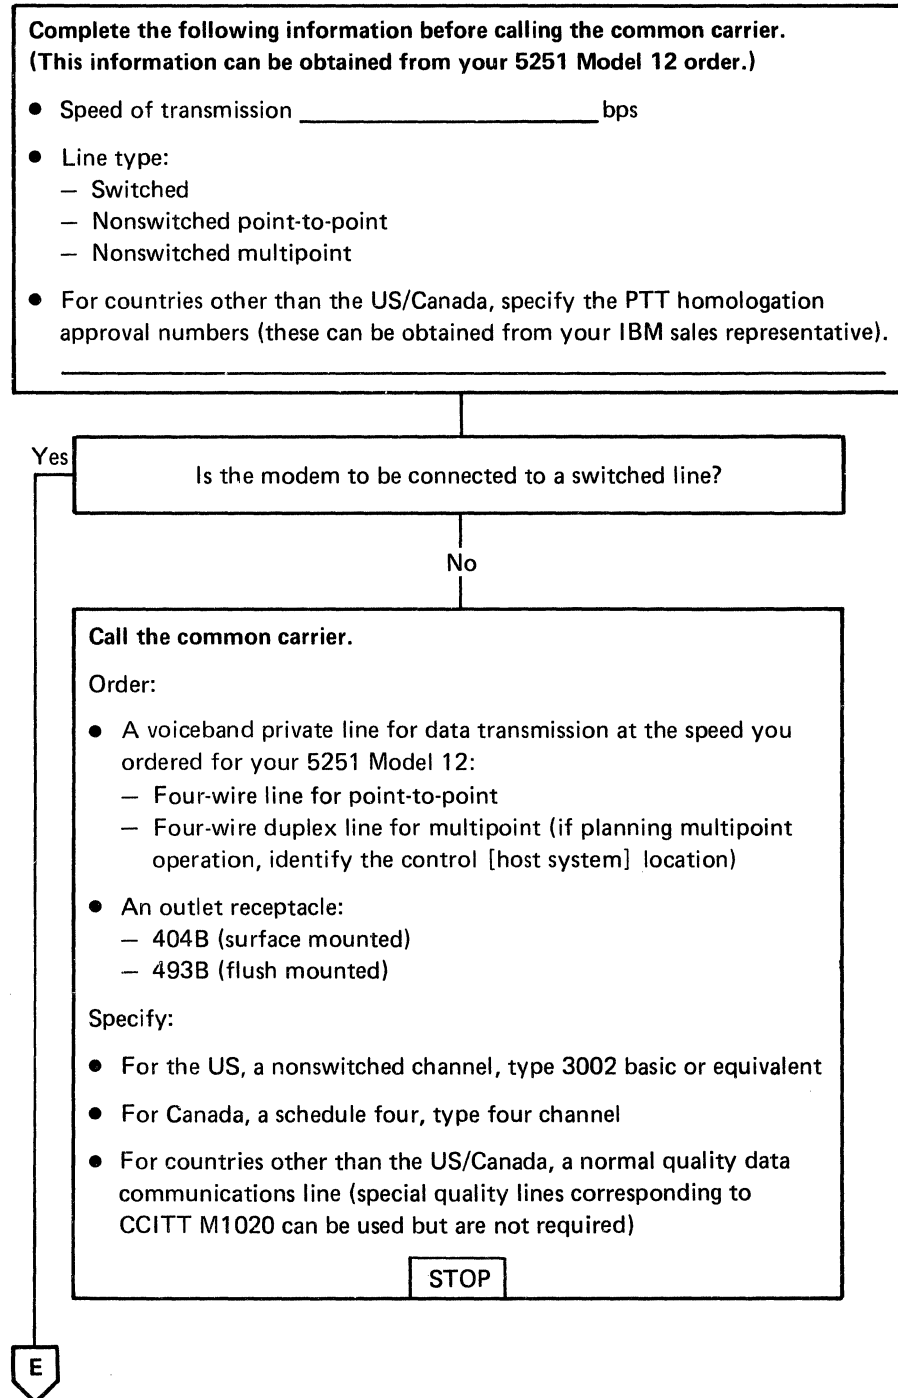 Complete the following information before calling the common carrier.
(This information can be obtained from your 5251 Model 12 order.)
● Speed of transmission ____________________ bps
● Line type:
— Switched
— Nonswitched point-to-point
— Nonswitched multipoint
● For countries other than the US/Canada, specify the PTT homologation
approval numbers (these can be obtained from your IBM sales representative).
Yes
Is the modem to be connected to a switched line?
No
Call the common carrier.
Order:
● A voiceband private line for data transmission at the speed you
ordered for your 5251 Model 12:
— Four-wire line for point-to-point
— Four-wire duplex line for multipoint (if planning multipoint
operation, identify the control [host system] location)
● An outlet receptacle:
— 404B (surface mounted)
— 493B (flush mounted)
Specify:
● For the US, a nonswitched channel, type 3002 basic or equivalent
● For Canada, a schedule four, type four channel
● For countries other than the US/Canada, a normal quality data
communications line (special quality lines corresponding to
CCITT M1020 can be used but are not required)
STOP
E